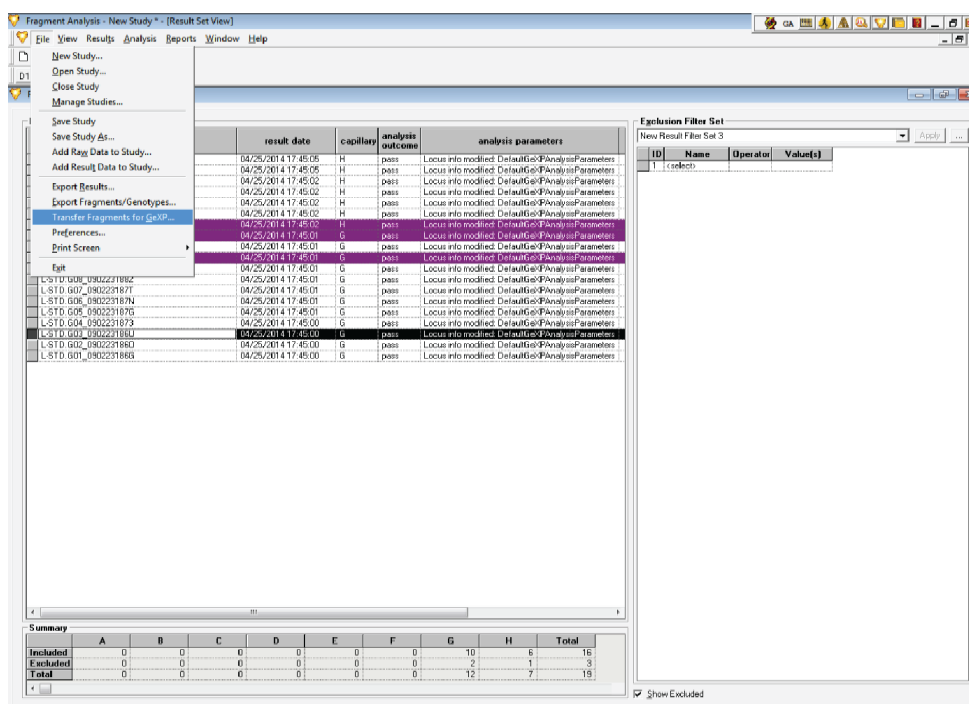 Fragment Analysis - New Study * - [Result Set View]
GA
File View Results Analysis Reports Window Help
New Study...
Open Study...
Close Study
Manage Studies...
Save Study
Save Study As...
Add Raw Data to Study...
Add Result Data to Study...
Export Results...
Export Fragments/Genotypes...
Transfer Fragments for GeXP...
Preferences...
Print Screen
Exit
D1
result date capillary analysis outcome analysis parameters
04/25/2014 17:45:05 H pass Locus info modified: DefaultGeXPAnalysisParameters
04/25/2014 17:45:05 H pass Locus info modified: DefaultGeXPAnalysisParameters
04/25/2014 17:45:02 H pass Locus info modified: DefaultGeXPAnalysisParameters
04/25/2014 17:45:02 H pass Locus info modified: DefaultGeXPAnalysisParameters
04/25/2014 17:45:02 H pass Locus info modified: DefaultGeXPAnalysisParameters
04/25/2014 17:45:02 H pass Locus info modified: DefaultGeXPAnalysisParameters
04/25/2014 17:45:02 H pass Locus info modified: DefaultGeXPAnalysisParameters
04/25/2014 17:45:01 G pass Locus info modified: DefaultGeXPAnalysisParameters
04/25/2014 17:45:01 G pass Locus info modified: DefaultGeXPAnalysisParameters
04/25/2014 17:45:01 G pass Locus info modified: DefaultGeXPAnalysisParameters
04/25/2014 17:45:01 G pass Locus info modified: DefaultGeXPAnalysisParameters
L-STD.G08_090223188Z 04/25/2014 17:45:01 G pass Locus info modified: DefaultGeXPAnalysisParameters
L-STD.G07_090223187T 04/25/2014 17:45:01 G pass Locus info modified: DefaultGeXPAnalysisParameters
L-STD.G06_090223187N 04/25/2014 17:45:01 G pass Locus info modified: DefaultGeXPAnalysisParameters
L-STD.G05_090223187G 04/25/2014 17:45:01 G pass Locus info modified: DefaultGeXPAnalysisParameters
L-STD.G04_0902231873 04/25/2014 17:45:00 G pass Locus info modified: DefaultGeXPAnalysisParameters
L-STD.G03_090223186U 04/25/2014 17:45:00 G pass Locus info modified: DefaultGeXPAnalysisParameters
L-STD.G02_090223186O 04/25/2014 17:45:00 G pass Locus info modified: DefaultGeXPAnalysisParameters
L-STD.G01_090223186G 04/25/2014 17:45:00 G pass Locus info modified: DefaultGeXPAnalysisParameters
Exclusion Filter Set
New Result Filter Set 3 Apply ...
ID Name Operator Value(s)
1 <select>
Summary
A B C D E F G H Total
Included 0 0 0 0 0 0 10 6 16
Excluded 0 0 0 0 0 0 2 1 3
Total 0 0 0 0 0 0 12 7 19
Show Excluded